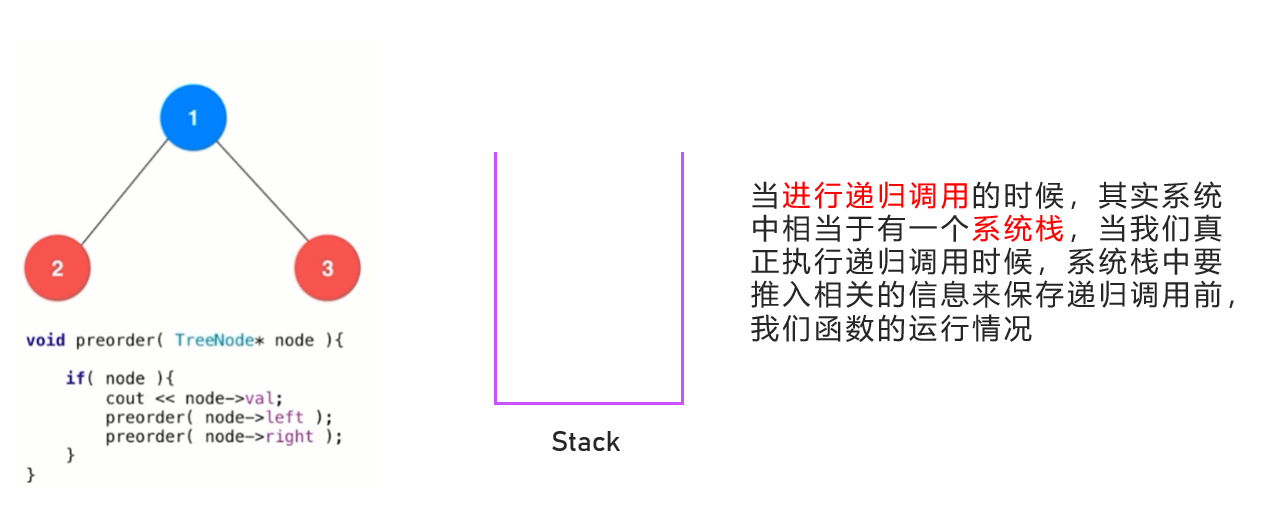 1
2
3
void preorder( TreeNode* node ){
if( node ){
cout << node->val;
preorder( node->left );
preorder( node->right );
}
}
Stack
当进行递归调用的时候，其实系统
中相当于有一个系统栈，当我们真
正执行递归调用时候，系统栈中要
推入相关的信息来保存递归调用前，
我们函数的运行情况